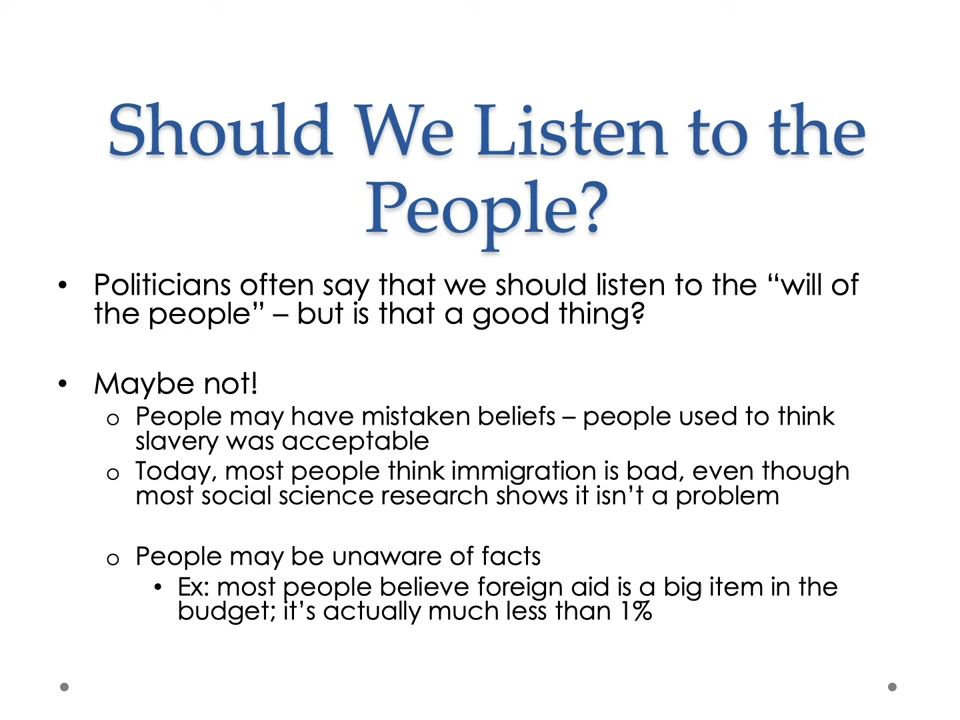 Should We Listen to the
People?
• Politicians often say that we should listen to the “will of
the people” – but is that a good thing?
• Maybe not!
o People may have mistaken beliefs – people used to think
slavery was acceptable
o Today, most people think immigration is bad, even though
most social science research shows it isn’t a problem
o People may be unaware of facts
• Ex: most people believe foreign aid is a big item in the
budget; it’s actually much less than 1%